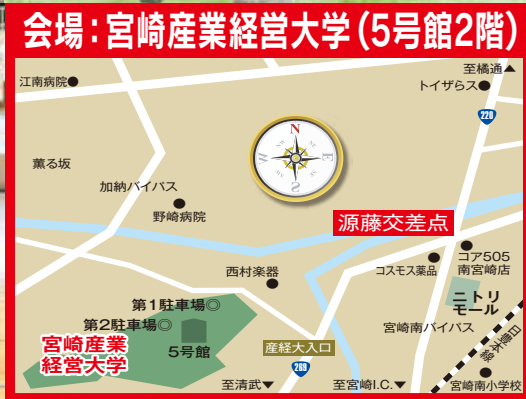 会場：宮崎産業経営大学（5号館2階）
至橘通▲
江南病院●
トイザらス●
220
N
NW
NE
W
E
SW
SE
S
薫る坂
加納バイパス
野崎病院
源藤交差点
西村楽器
コスモス薬品
コア505
南宮崎店
ニトリ
モール
第1駐車場◎
第2駐車場◎
5号館
宮崎産業
経営大学
産経大入口
宮崎南バイパス
日豊本線
269
至清武▼
至宮崎I.C.▼
宮崎南小学校